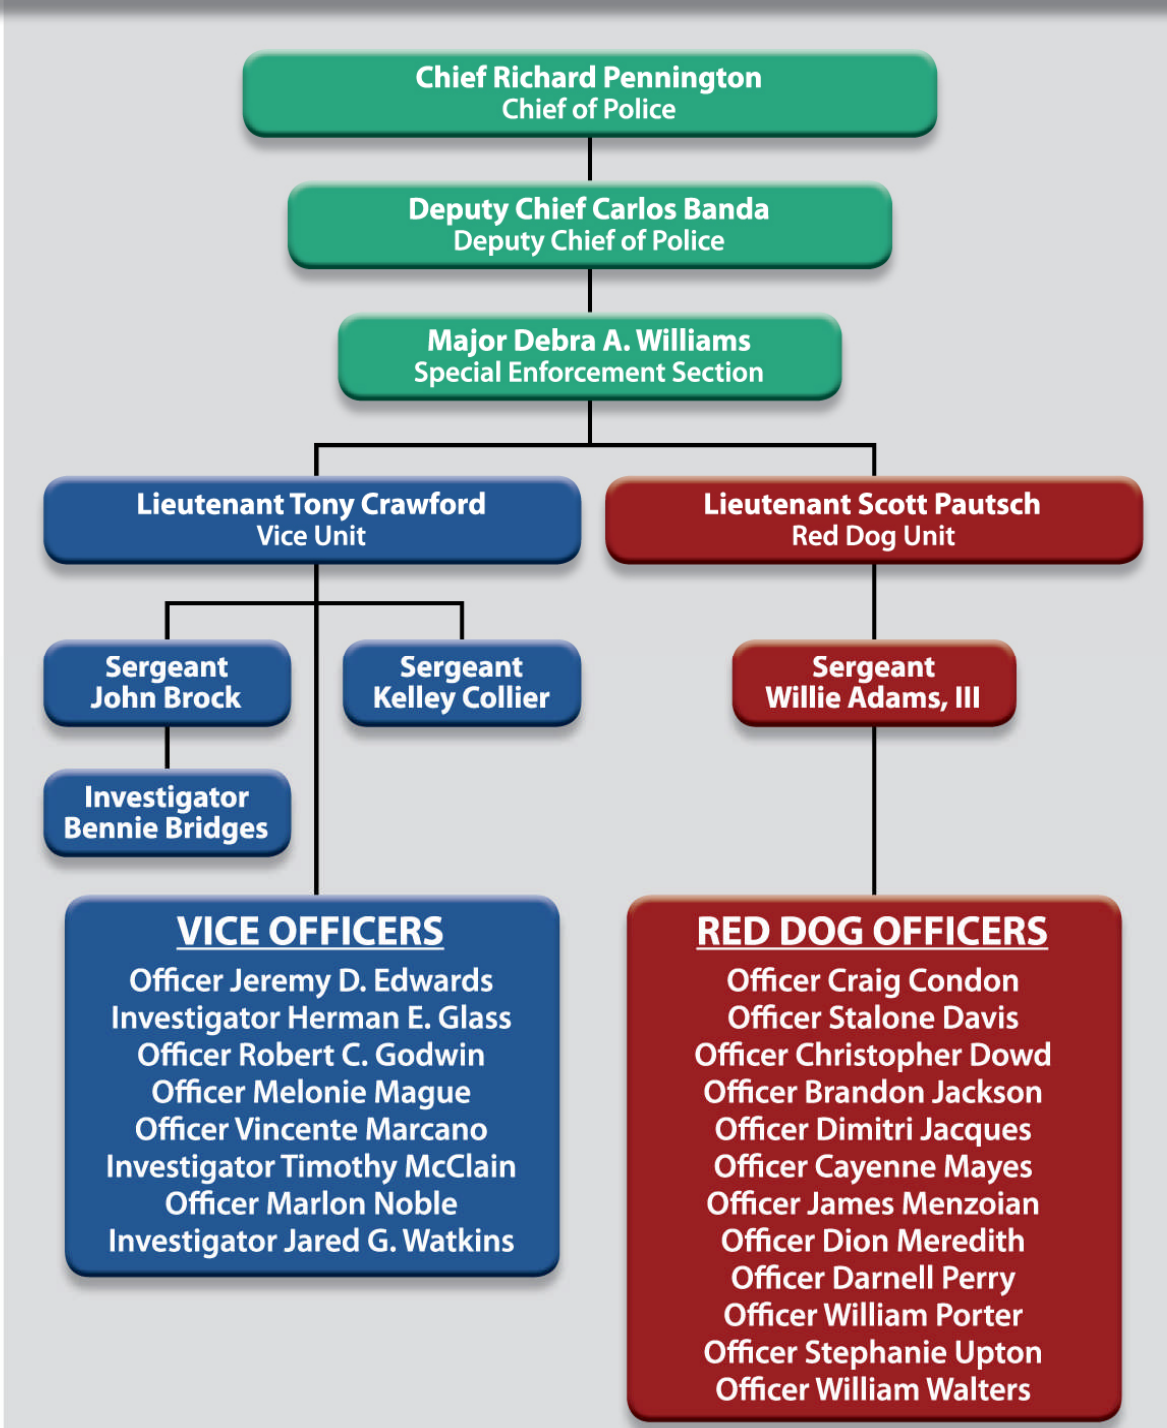 Chief Richard Pennington
Chief of Police
Deputy Chief Carlos Banda
Deputy Chief of Police
Major Debra A. Williams
Special Enforcement Section
Lieutenant Tony Crawford
Vice Unit
Lieutenant Scott Pautsch
Red Dog Unit
Sergeant
John Brock
Sergeant
Kelley Collier
Sergeant
Willie Adams, III
Investigator
Bennie Bridges
VICE OFFICERS
Officer Jeremy D. Edwards
Investigator Herman E. Glass
Officer Robert C. Godwin
Officer Melonie Mague
Officer Vincente Marcano
Investigator Timothy McClain
Officer Marlon Noble
Investigator Jared G. Watkins
RED DOG OFFICERS
Officer Craig Condon
Officer Stalone Davis
Officer Christopher Dowd
Officer Brandon Jackson
Officer Dimitri Jacques
Officer Cayenne Mayes
Officer James Menzoian
Officer Dion Meredith
Officer Darnell Perry
Officer William Porter
Officer Stephanie Upton
Officer William Walters